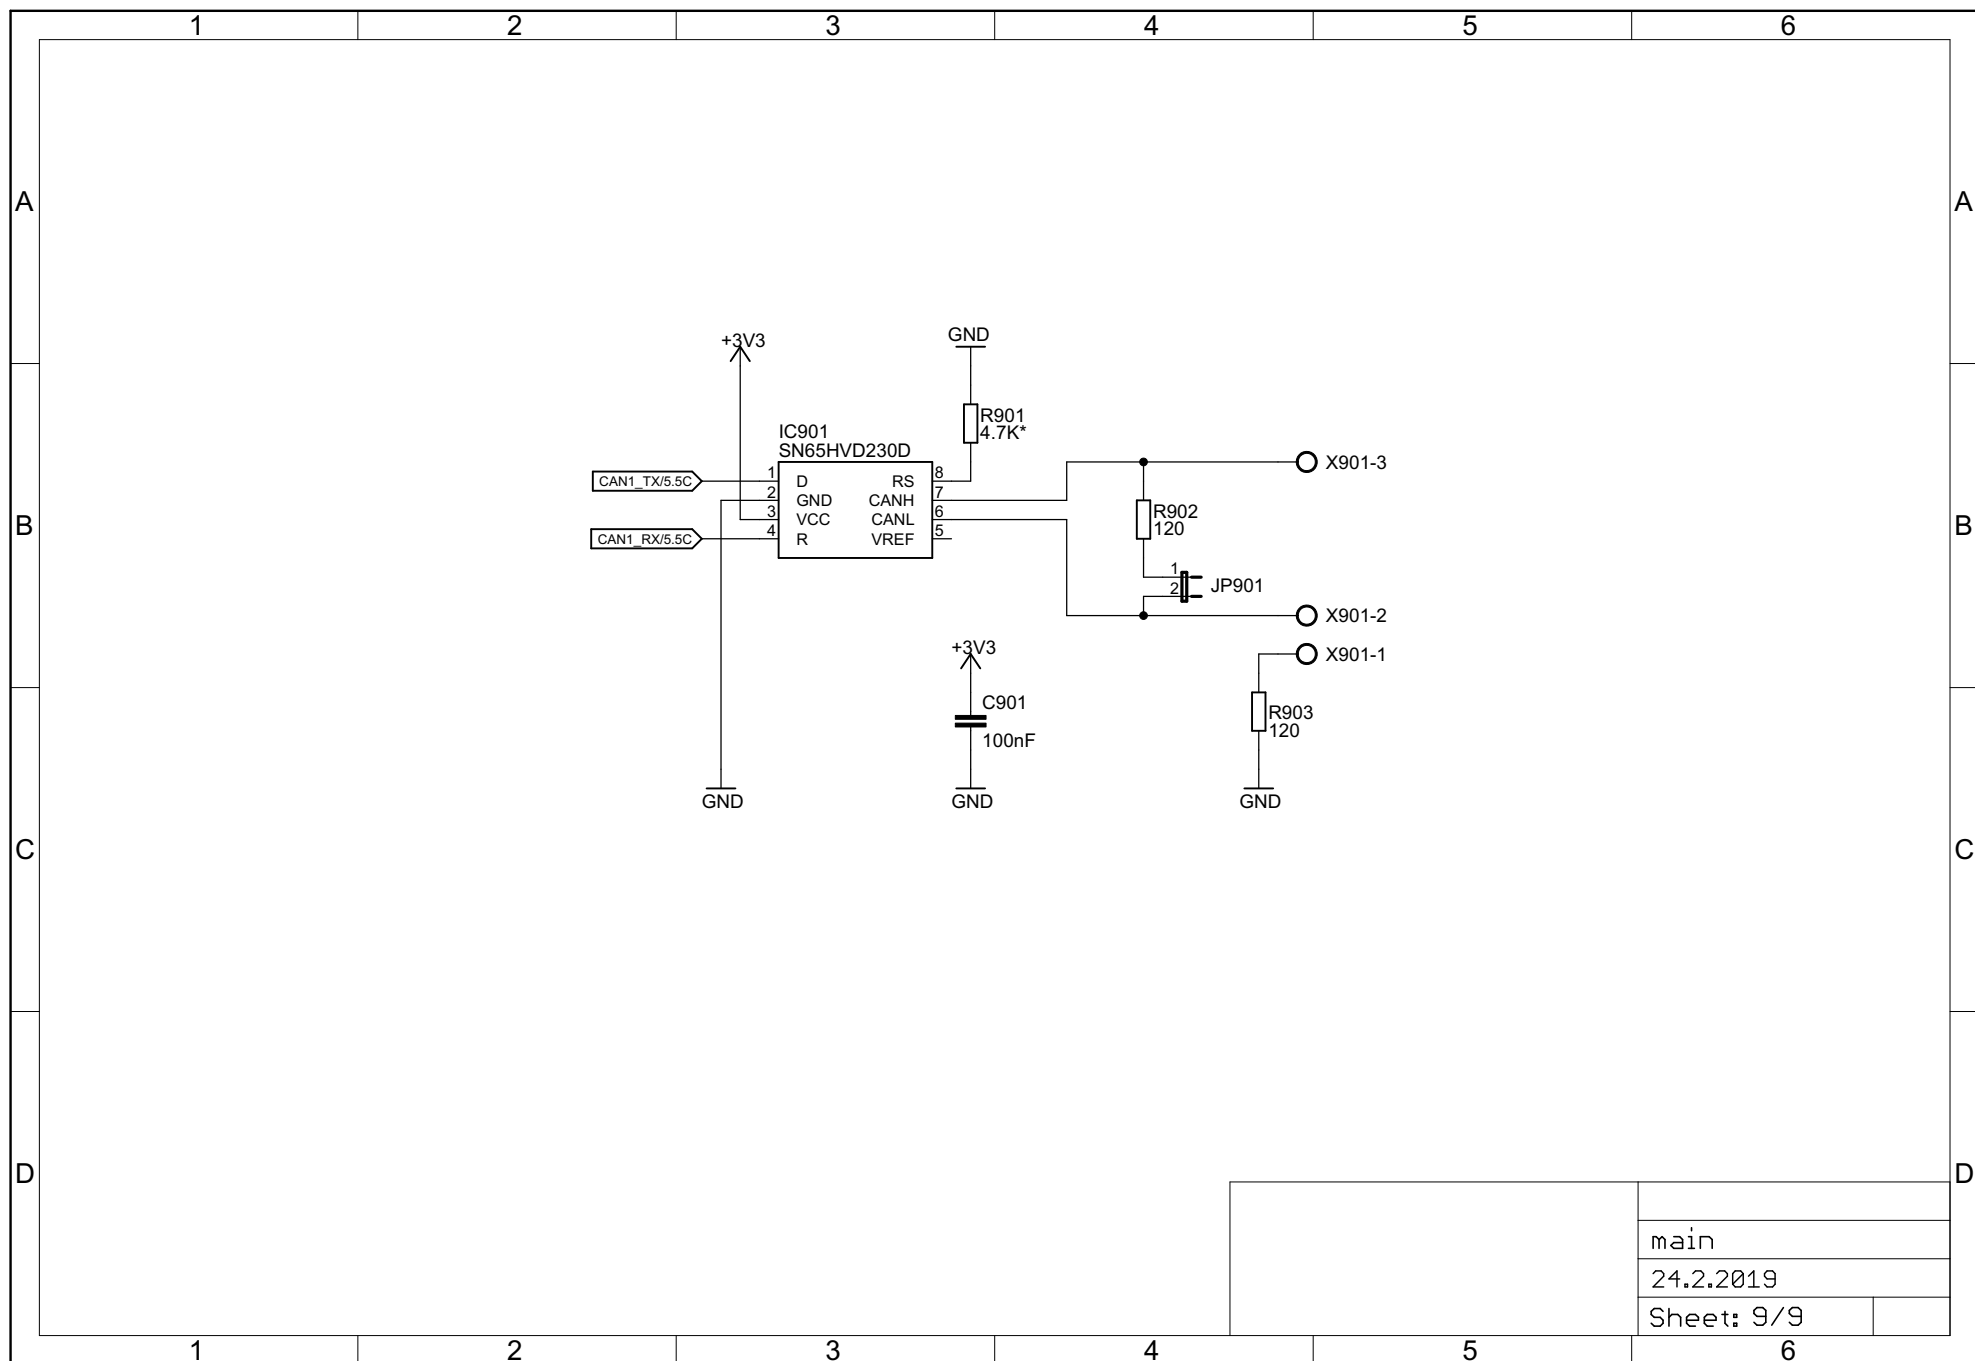 1 2 3 4 5 6
A A
+3V3 GND
R901
4.7K*
IC901
SN65HVD230D
X901-3
CAN1_TX/5.5C 1 D RS 8
2 GND CANH 7
3 VCC CANL 6
CAN1_RX/5.5C 4 R VREF 5
R902
120
B B
1
2 JP901
X901-2
+3V3
X901-1
C901
100nF
R903
120
GND GND GND
C C
D D
main
24.2.2019
Sheet: 9/9
1 2 3 4 5 6